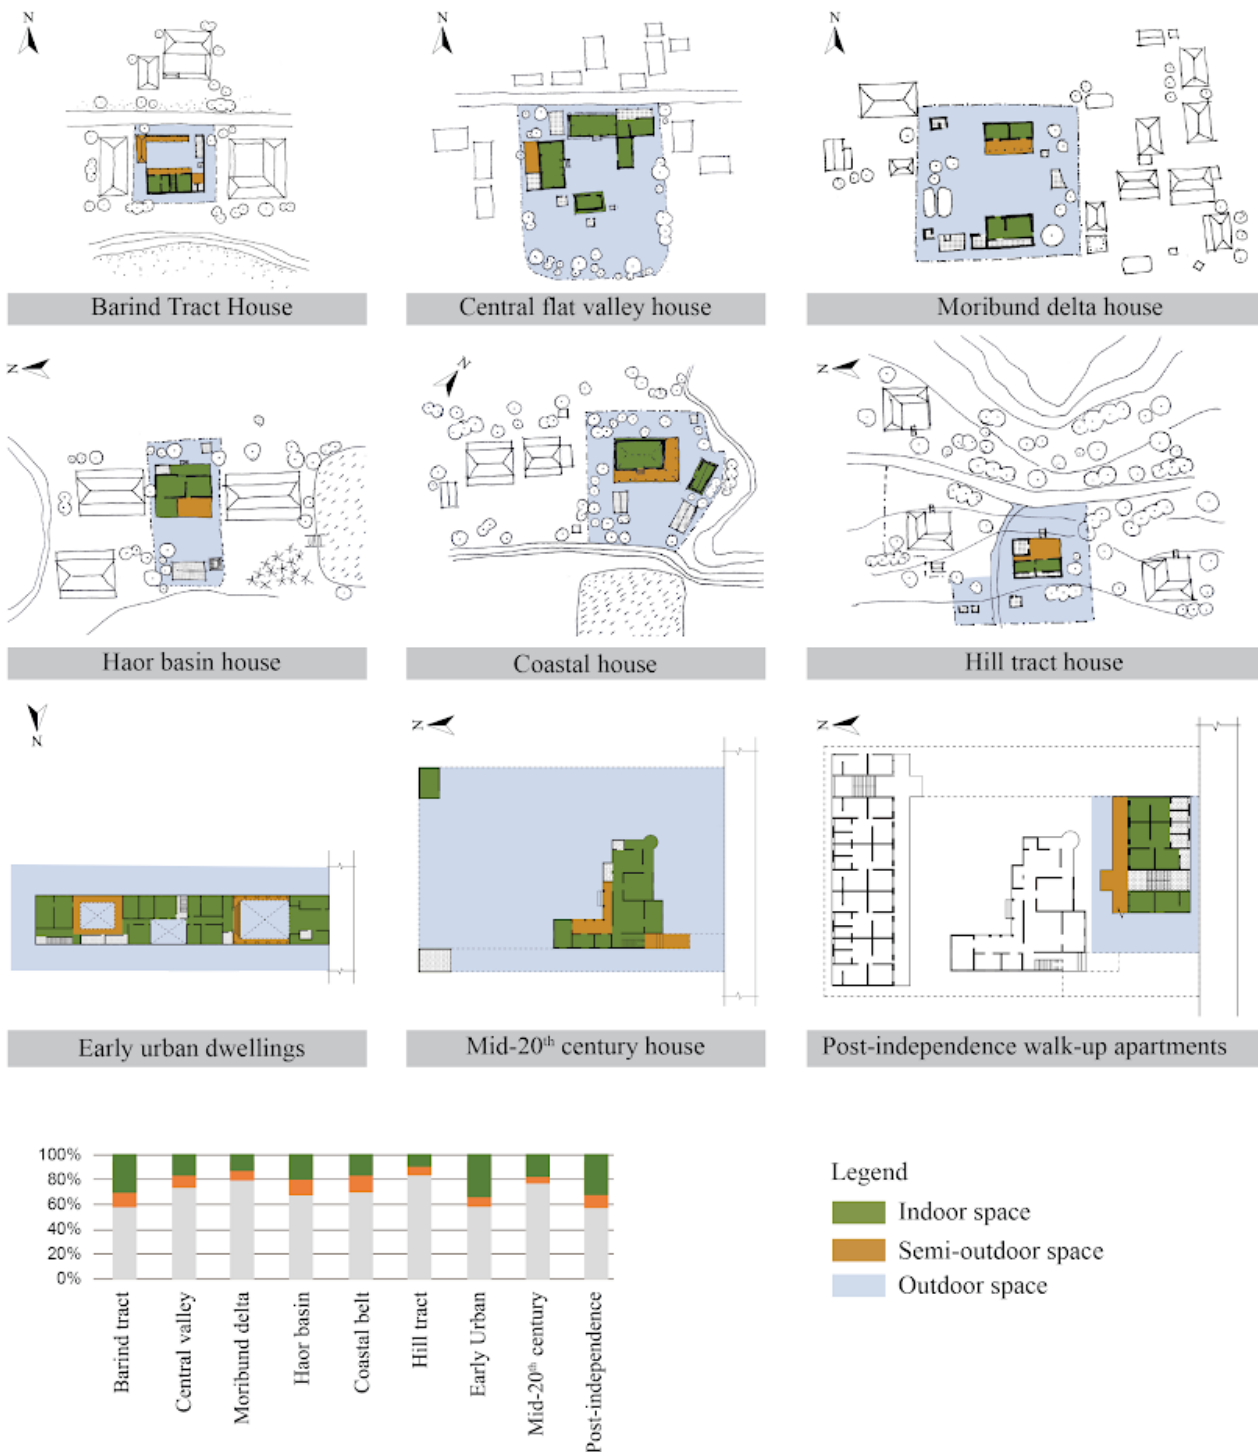 N
N
N
Barind Tract House
Central flat valley house
Moribund delta house
N
N
N
Haor basin house
Coastal house
Hill tract house
N
N
N
Early urban dwellings
Mid-20th century house
Post-independence walk-up apartments
100%
80%
60%
40%
20%
0%
Barind tract
Central valley
Moribund delta
Haor basin
Coastal belt
Hill tract
Early Urban
Mid-20th century
Post-independence
Legend
Indoor space
Semi-outdoor space
Outdoor space